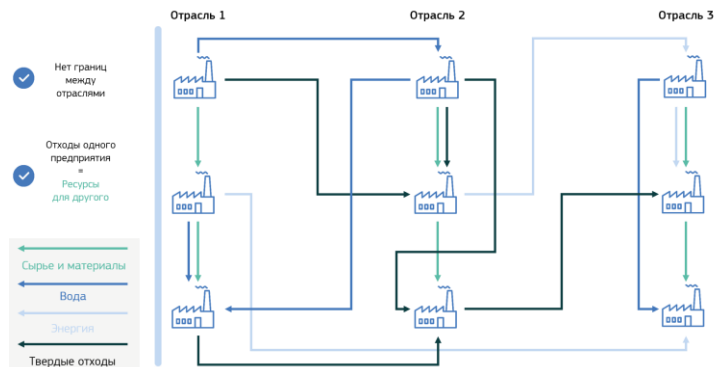 Отрасль 1
Отрасль 2
Отрасль 3
Нет границ
между
отраслями
Отходы одного
предприятия
=
Ресурсы
для другого
Сырье и материалы
Вода
Энергия
Твердые отходы